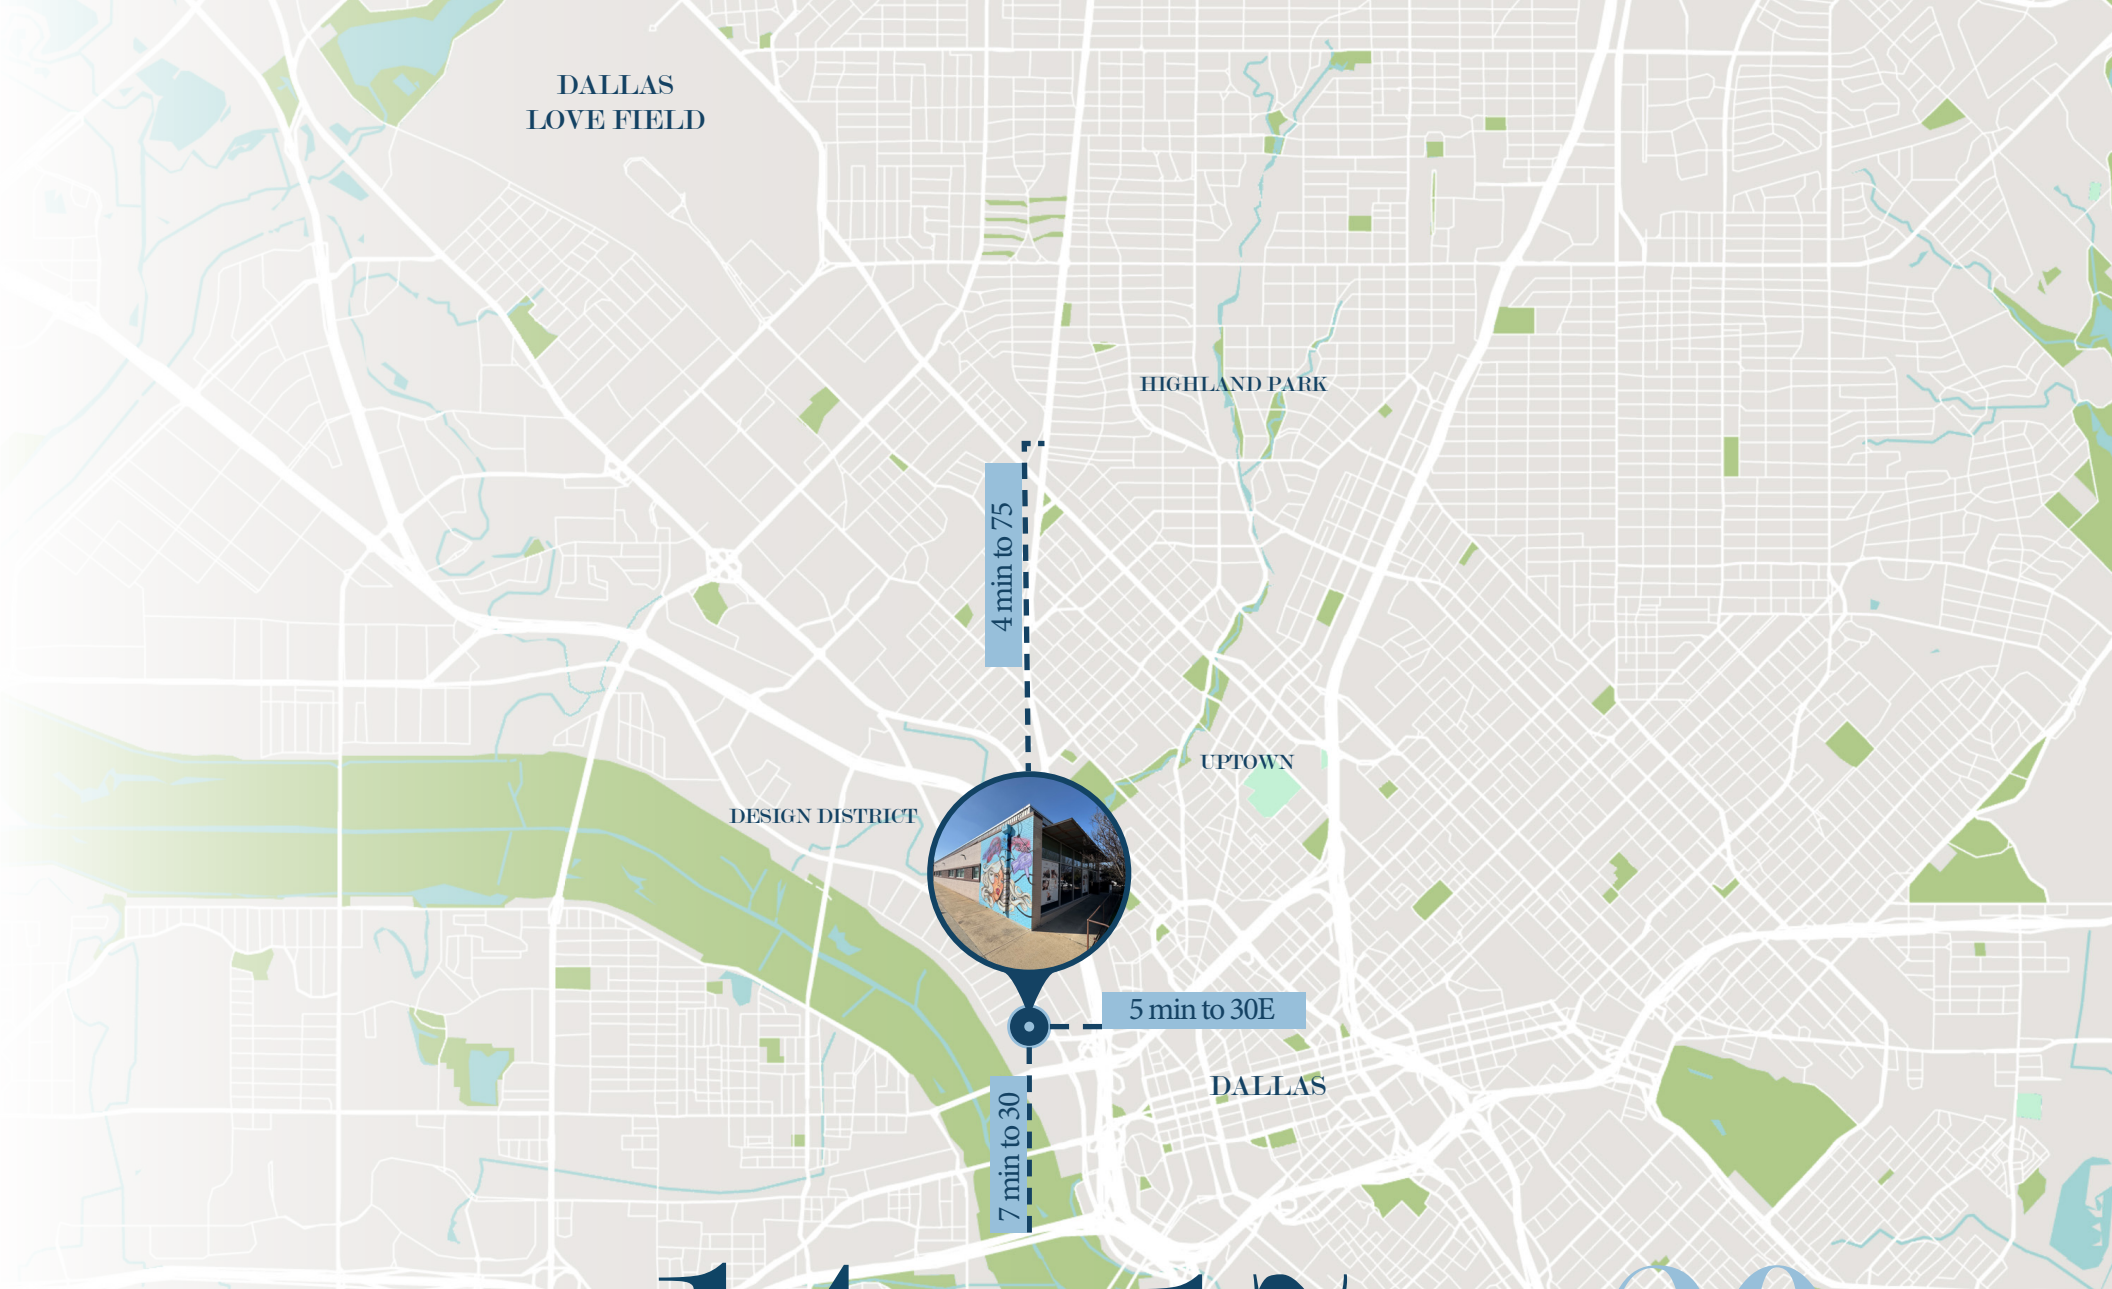 DALLAS
LOVE FIELD
HIGHLAND PARK
4 min to 75
UPTOWN
DESIGN DISTRICT
5 min to 30E
DALLAS
7 min to 30